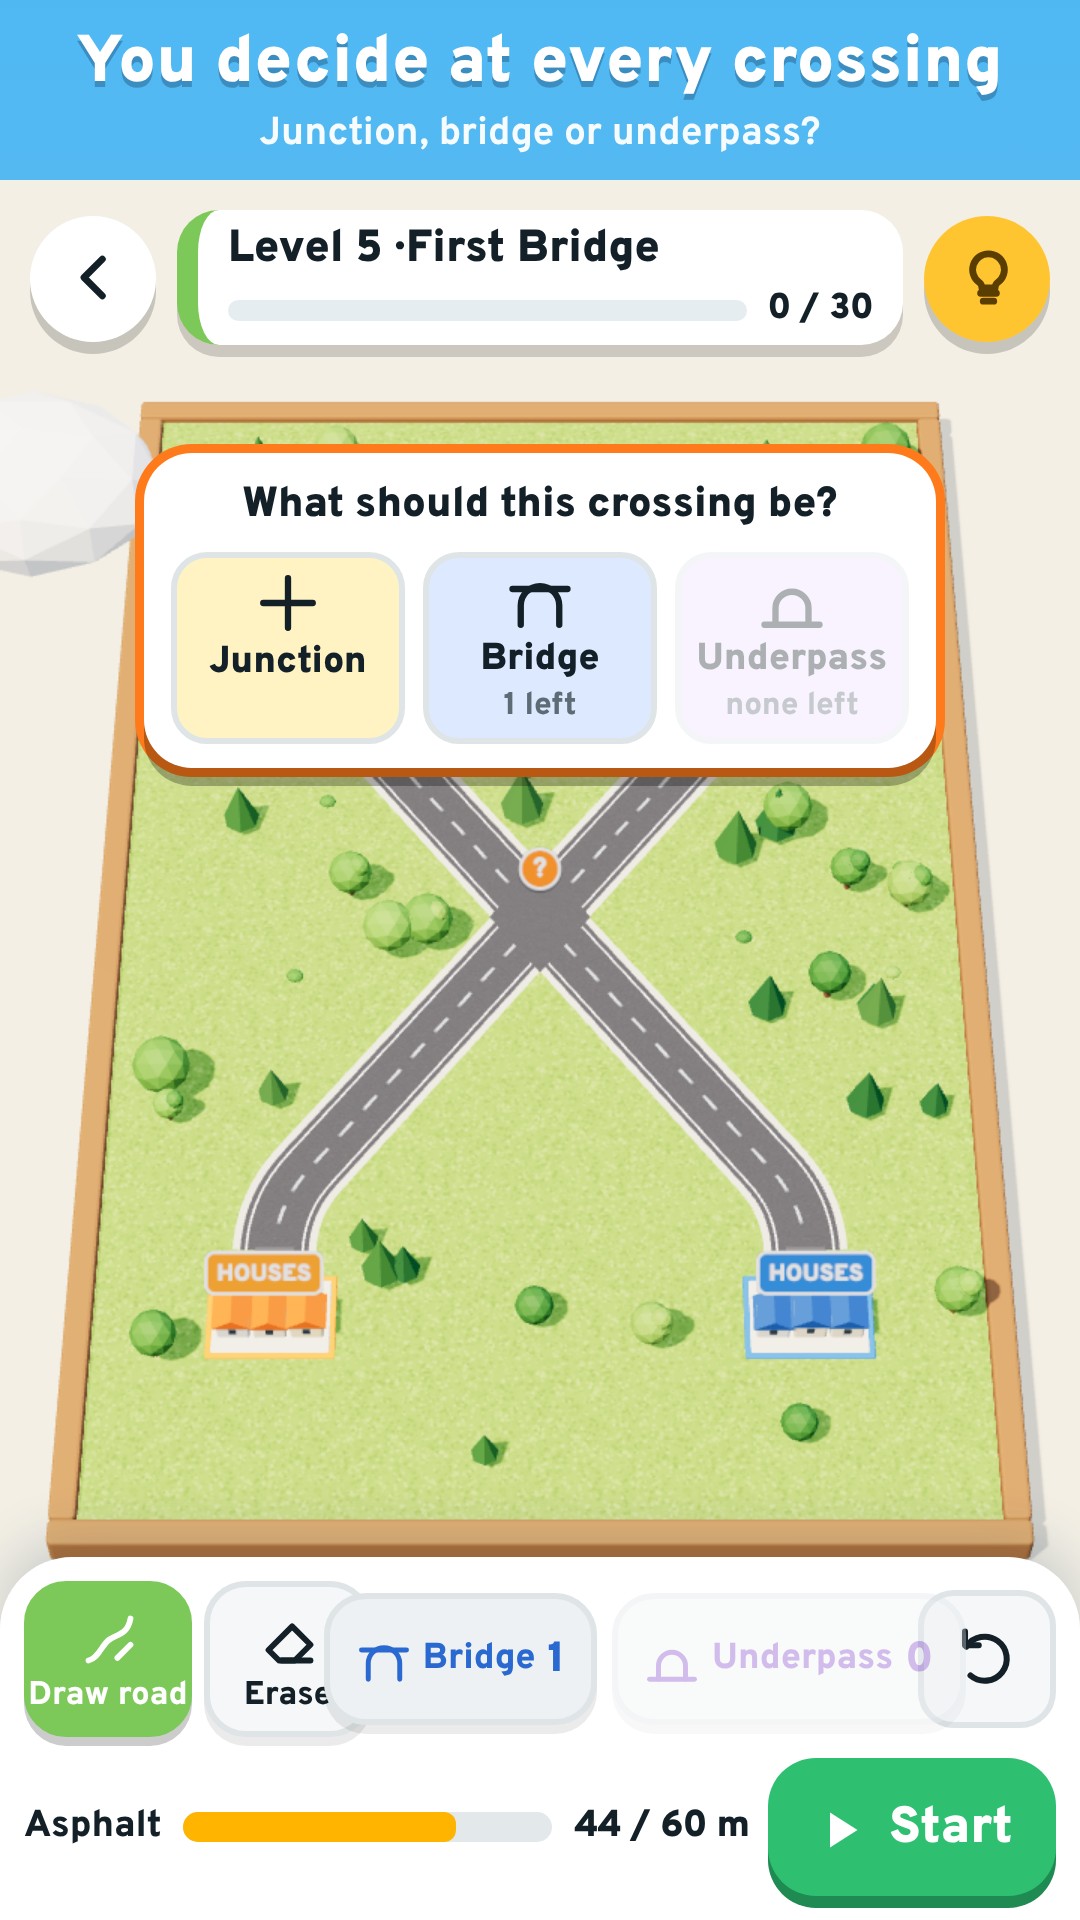 You decide at every crossing
Junction, bridge or underpass?
Level 5 ·First Bridge
0 / 30
What should this crossing be?
Junction
Bridge
1 left
Underpass
none left
?
HOUSES
HOUSES
Draw road
Erase
Bridge 1
Underpass 0
Asphalt
44 / 60 m
Start